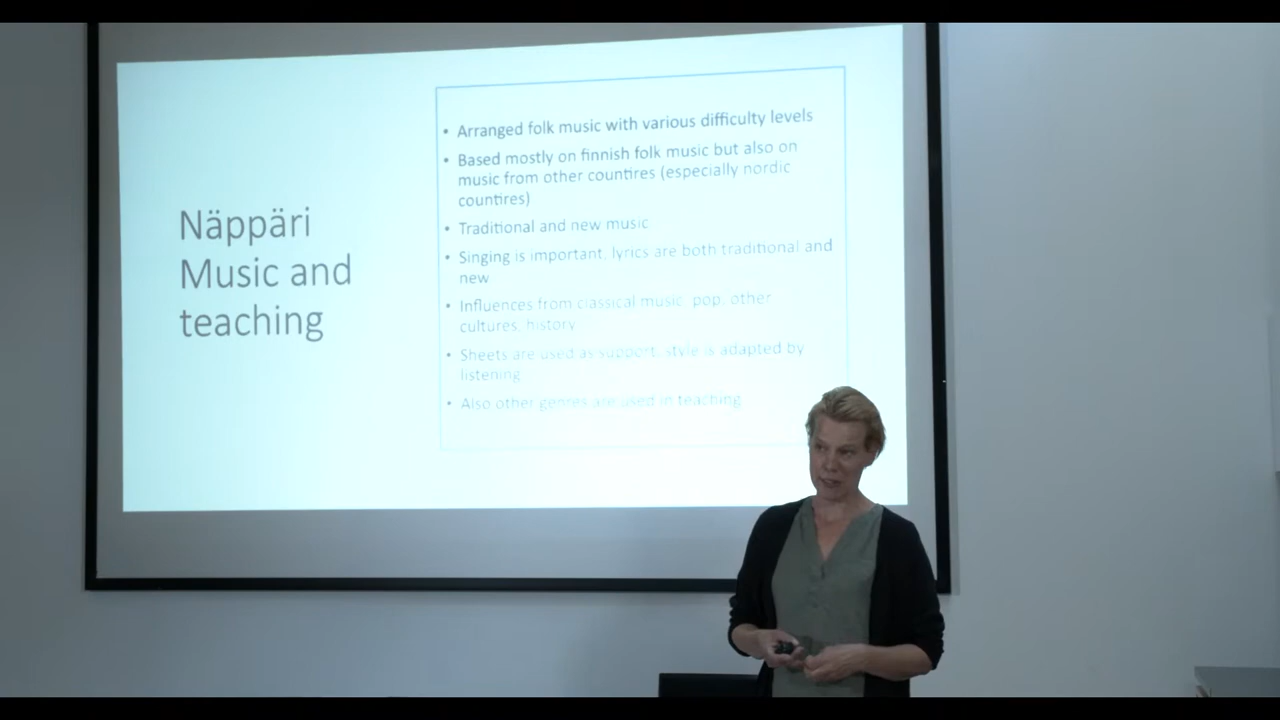 Näppäri
Music and
teaching
• Arranged folk music with various difficulty levels
• Based mostly on finnish folk music but also on
music from other countires (especially nordic
countires)
• Traditional and new music
• Singing is important, lyrics are both traditional and
new
• Influences from classical music, pop, other
cultures, history
• Sheets are used as support, style is adapted by
listening
• Also other genres are used in teaching